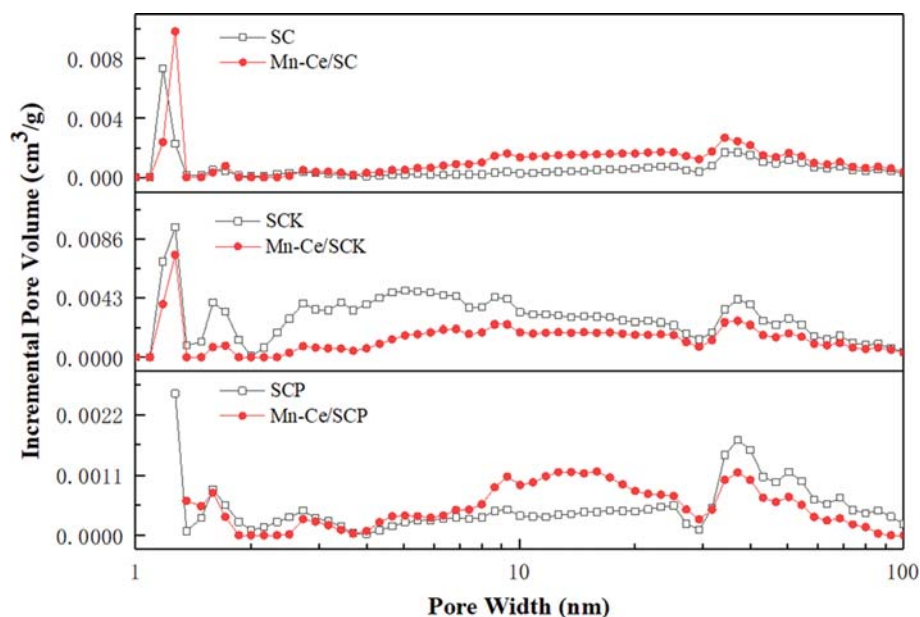 SC
Mn-Ce/SC
0.008
0.004
0.000
SCK
Mn-Ce/SCK
0.0086
0.0043
0.0000
SCP
Mn-Ce/SCP
0.0022
0.0011
0.0000
Incremental Pore Volume (cm³/g)
1
10
100
Pore Width (nm)